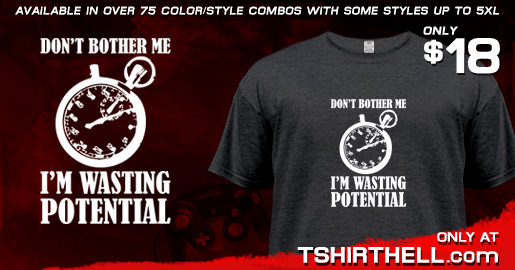 AVAILABLE IN OVER 75 COLOR/STYLE COMBOS WITH SOME STYLES UP TO 5XL
ONLY
$18
DON'T BOTHER ME
I'M WASTING
POTENTIAL
DON'T BOTHER ME
I'M WASTING
POTENTIAL
ONLY AT
TSHIRTHELL.com